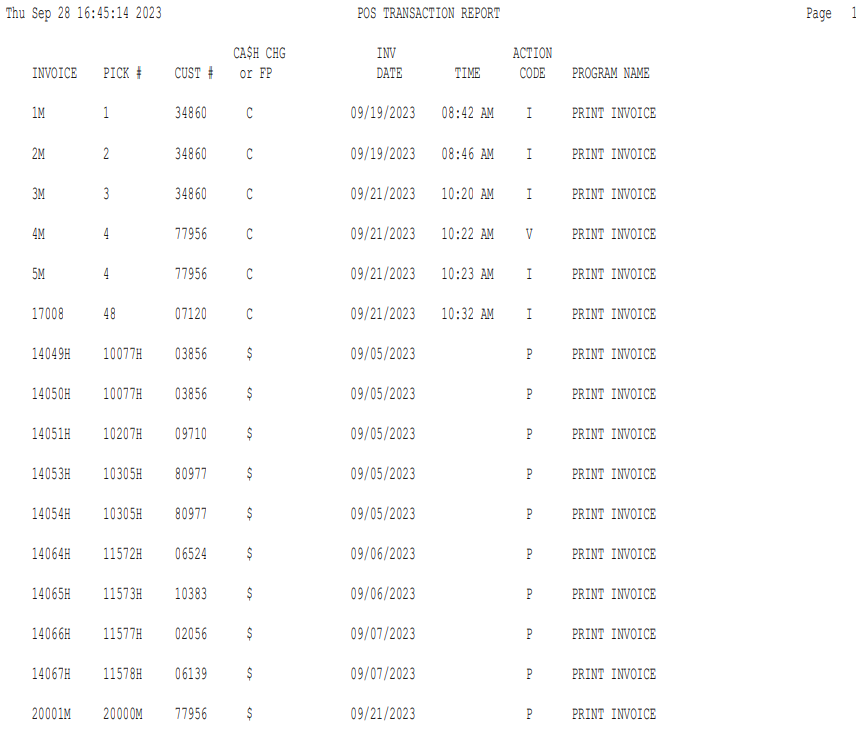 Thu Sep 28 16:45:14 2023 POS TRANSACTION REPORT Page 1
CA$H CHG INV ACTION
INVOICE PICK # CUST # or FP DATE TIME CODE PROGRAM NAME
1M 1 34860 C 09/19/2023 08:42 AM I PRINT INVOICE
2M 2 34860 C 09/19/2023 08:46 AM I PRINT INVOICE
3M 3 34860 C 09/21/2023 10:20 AM I PRINT INVOICE
4M 4 77956 C 09/21/2023 10:22 AM V PRINT INVOICE
5M 4 77956 C 09/21/2023 10:23 AM I PRINT INVOICE
17008 48 07120 C 09/21/2023 10:32 AM I PRINT INVOICE
14049H 10077H 03856 $ 09/05/2023 P PRINT INVOICE
14050H 10077H 03856 $ 09/05/2023 P PRINT INVOICE
14051H 10207H 09710 $ 09/05/2023 P PRINT INVOICE
14053H 10305H 80977 $ 09/05/2023 P PRINT INVOICE
14054H 10305H 80977 $ 09/05/2023 P PRINT INVOICE
14064H 11572H 06524 $ 09/06/2023 P PRINT INVOICE
14065H 11573H 10383 $ 09/06/2023 P PRINT INVOICE
14066H 11577H 02056 $ 09/07/2023 P PRINT INVOICE
14067H 11578H 06139 $ 09/07/2023 P PRINT INVOICE
20001M 20000M 77956 $ 09/21/2023 P PRINT INVOICE